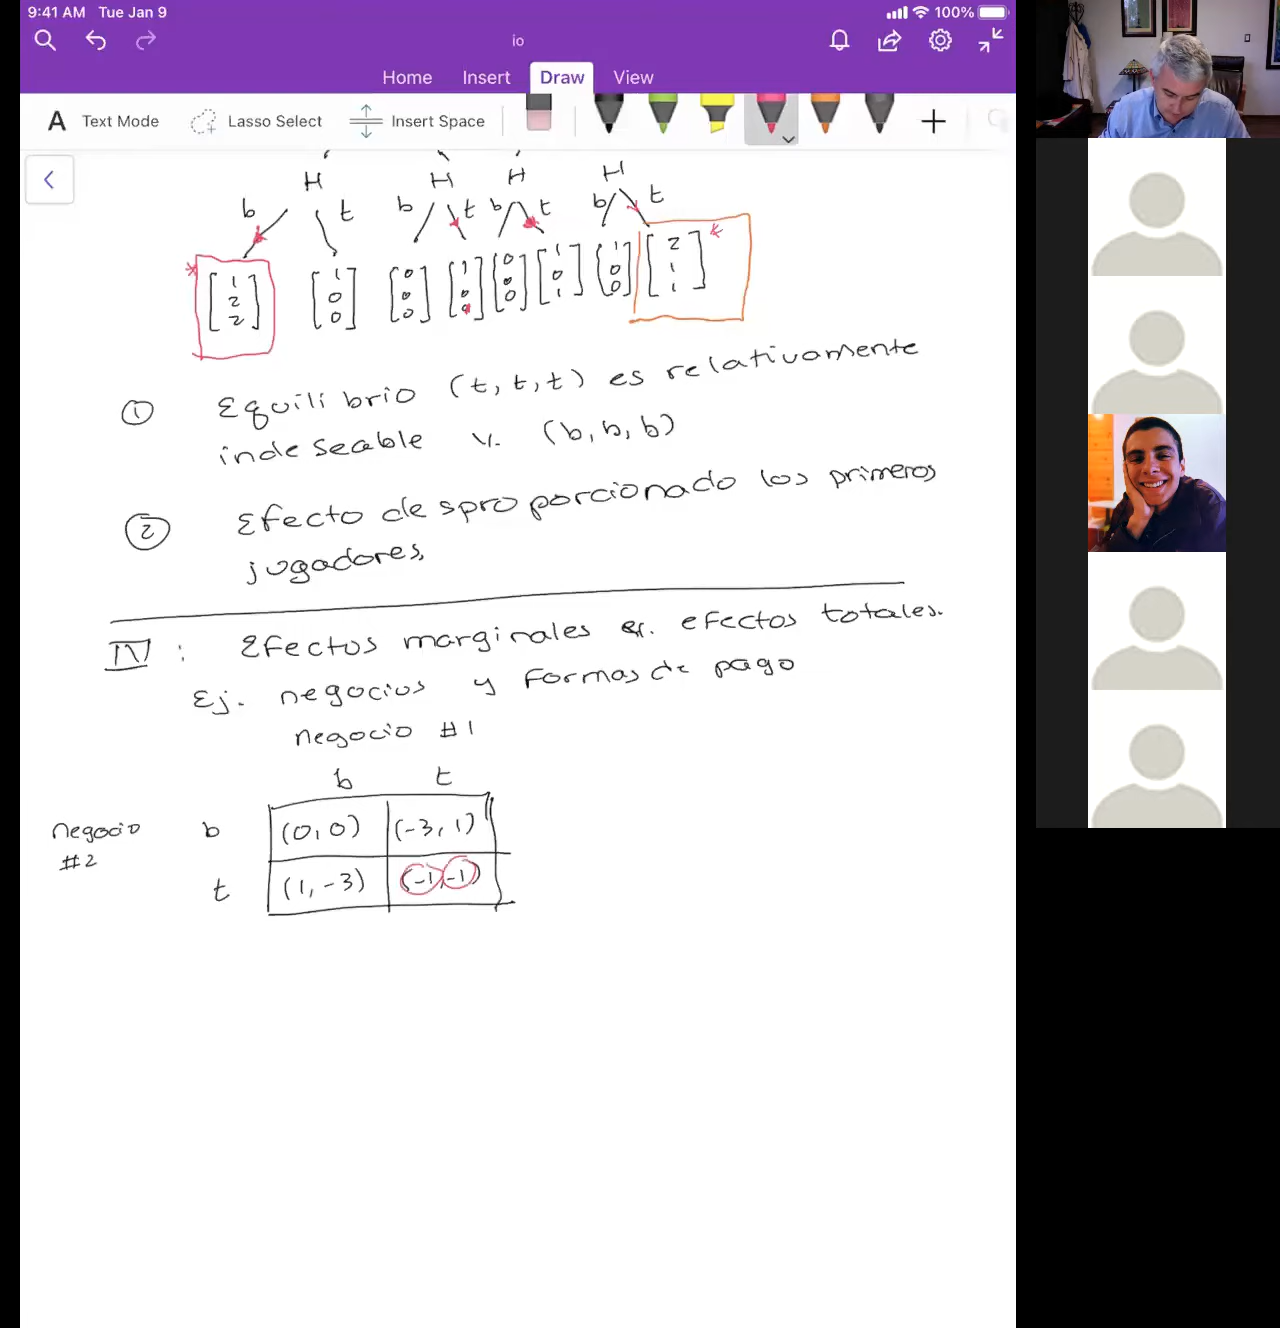 9:41 AM Tue Jan 9
100%
io
Home Insert Draw View
A Text Mode Lasso Select Insert Space
H H H H
b t b t b t b t
1 1 0 1 0 1 1 2
2 0 0 0 0 0 0 1
2 0 0 0 0 1 0 1
① Equilibrio (t, t, t) es relativamente
indeseable v. (b, b, b)
② Efecto desproporcionado los primeros
jugadores.
IV : Efectos marginales v. efectos totales.
Ej. negocios y formas de pago
negocio #1
b t
negocio b (0, 0) (-3, 1)
#2
t (1, -3) (-1, -1)